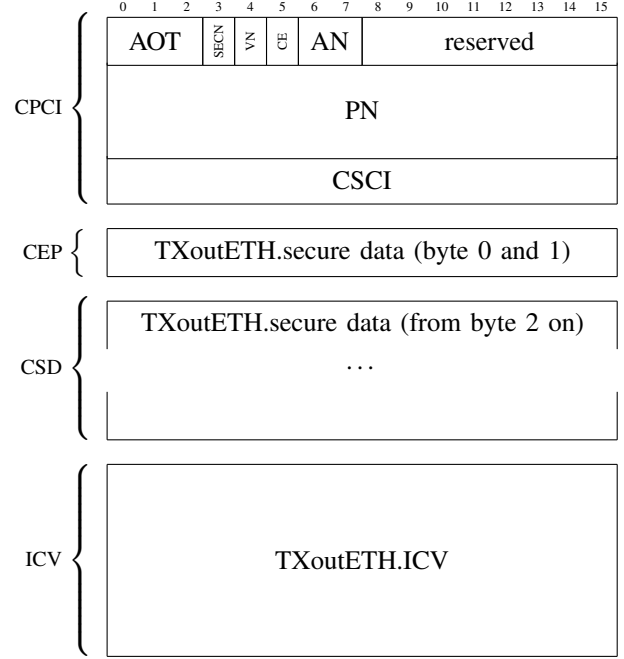 0 1 2 3 4 5 6 7 8 9 10 11 12 13 14 15
AOT SECN VN CE AN reserved
CPCI
PN
CSCI
CEP
TXoutETH.secure data (byte 0 and 1)
TXoutETH.secure data (from byte 2 on)
CSD
...
ICV
TXoutETH.ICV